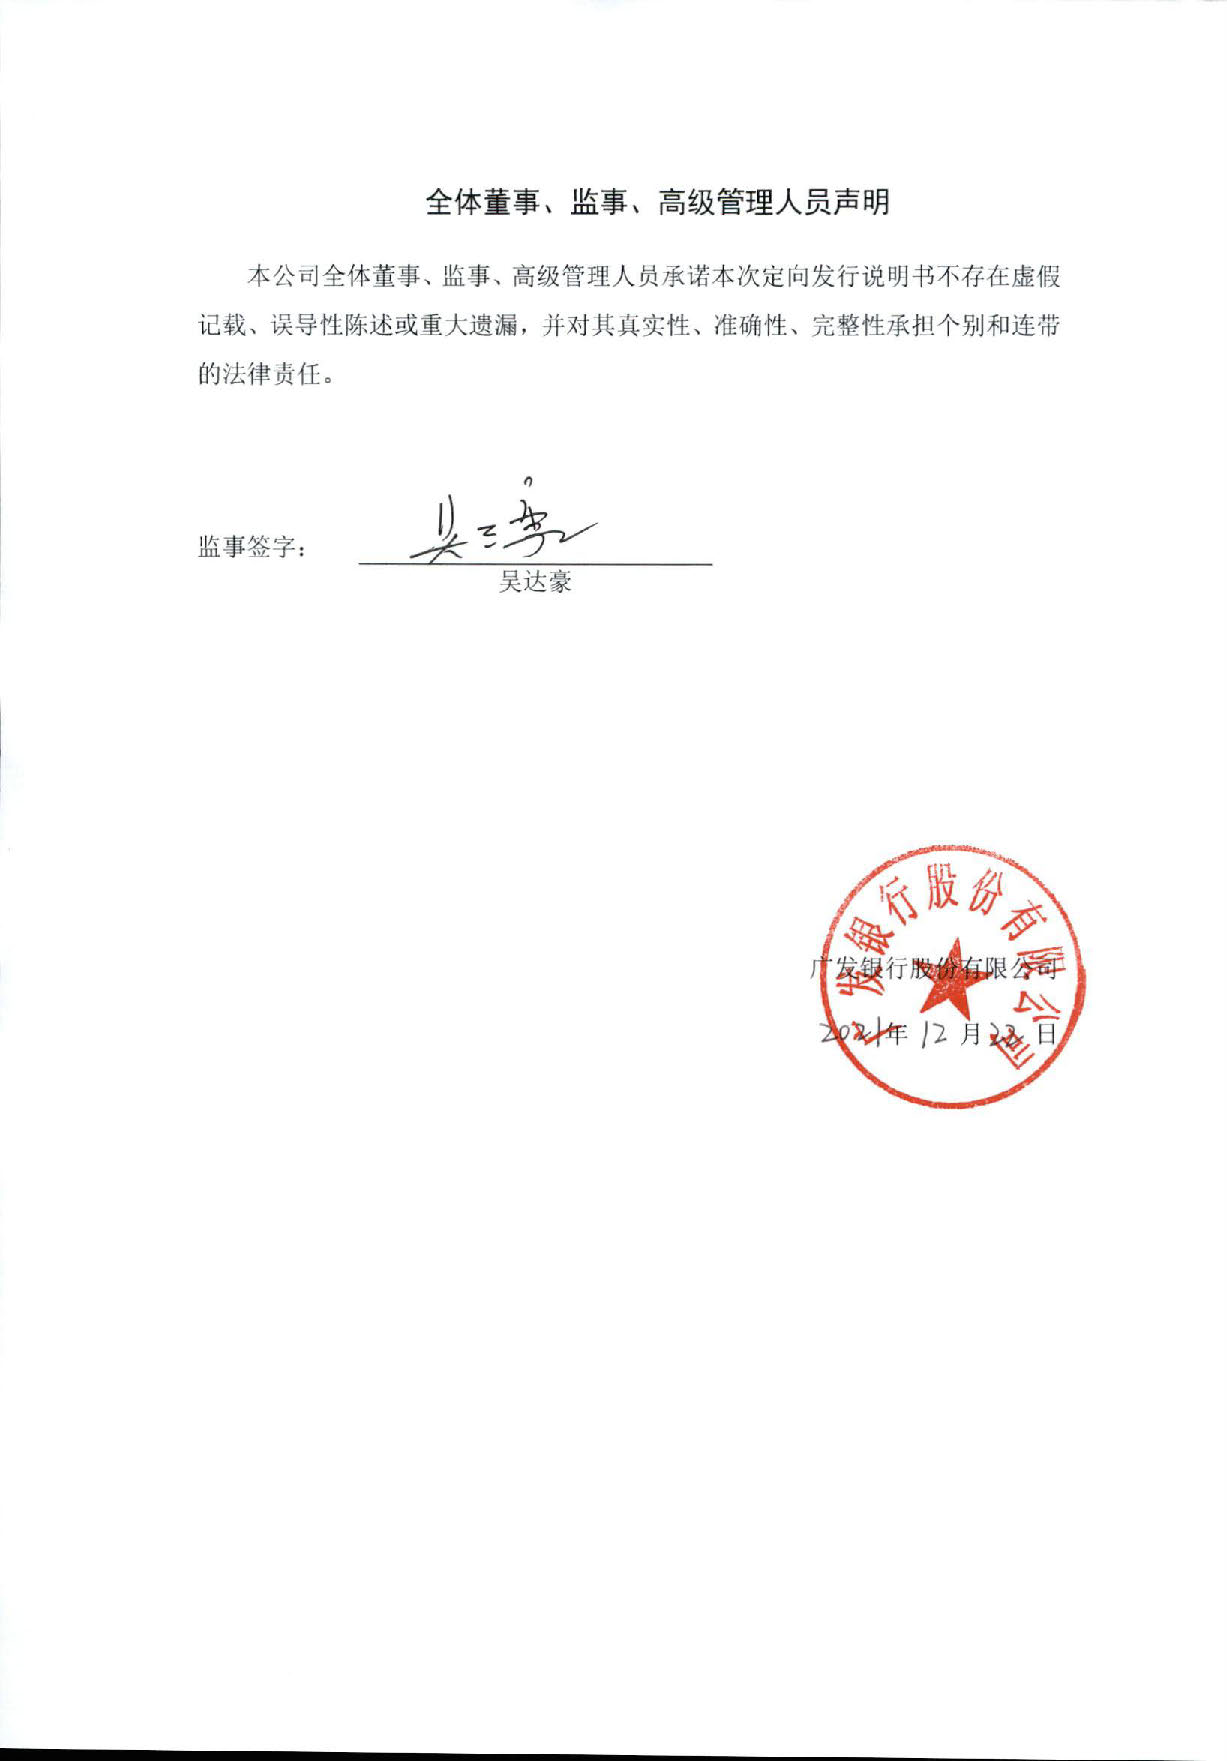 全体董事、监事、高级管理人员声明
本公司全体董事、监事、高级管理人员承诺本次定向发行说明书不存在虚假
记载、误导性陈述或重大遗漏，并对其真实性、准确性、完整性承担个别和连带
的法律责任。
监事签字：
吴达豪
吴达豪
广发银行股份有限公司
广发银行股份有限公司
2021年12月22日